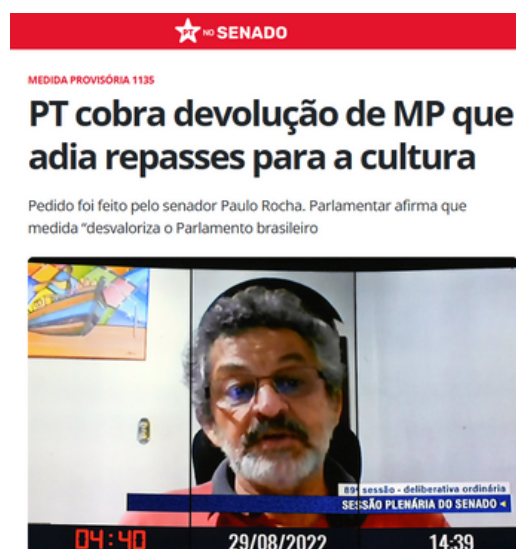 PT NO SENADO
MEDIDA PROVISÓRIA 1135
PT cobra devolução de MP que
adia repasses para a cultura
Pedido foi feito pelo senador Paulo Rocha. Parlamentar afirma que
medida "desvaloriza o Parlamento brasileiro
89ª sessão - deliberativa ordinária
SESSÃO PLENÁRIA DO SENADO
04:40 29/08/2022 14:39